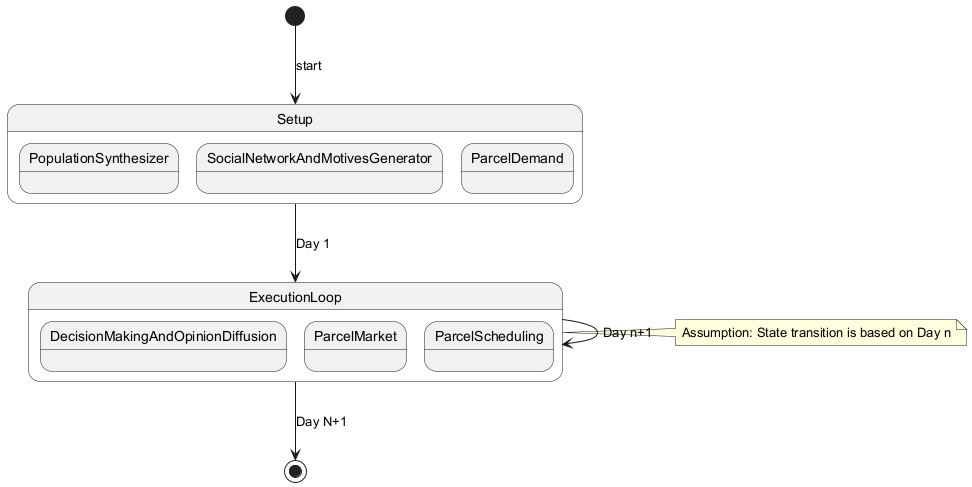 start
Setup
PopulationSynthesizer
SocialNetworkAndMotivesGenerator
ParcelDemand
Day 1
ExecutionLoop
DecisionMakingAndOpinionDiffusion
ParcelMarket
ParcelScheduling
Day n+1
Assumption: State transition is based on Day n
Day N+1